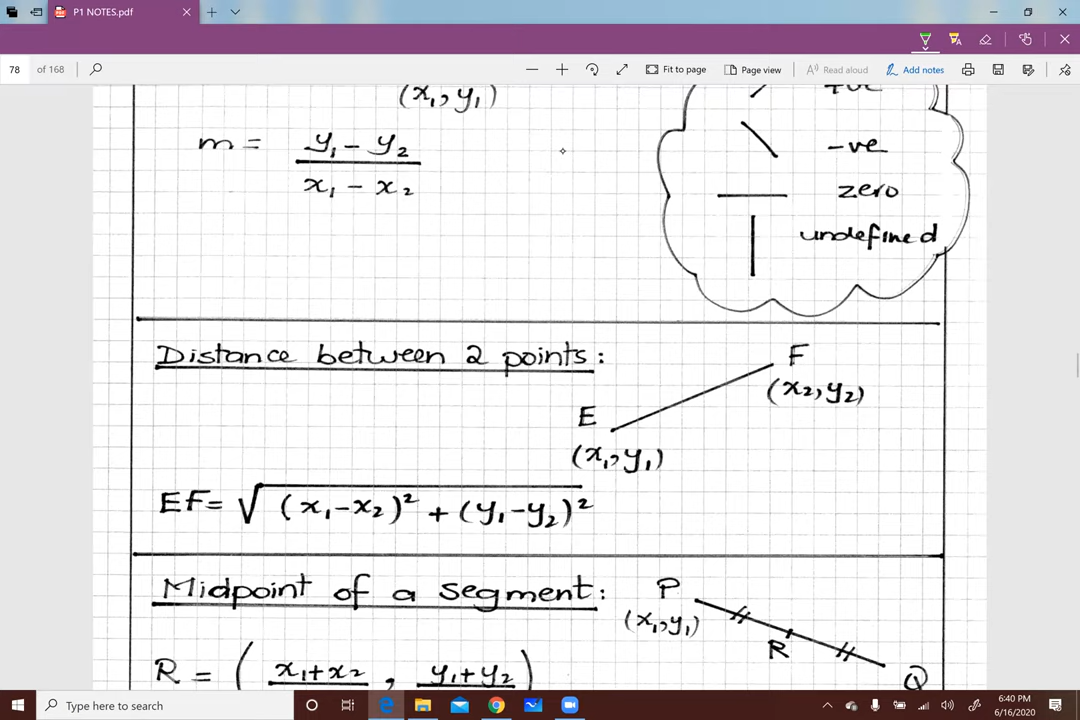 P1 NOTES.pdf
78 of 168
Fit to page
Page view
Read aloud
Add notes
(x₁, y₁)
+ve
m = y₁ - y₂ / x₁ - x₂
-ve
zero
undefined
Distance between 2 points:
F
(x₂, y₂)
E
(x₁, y₁)
EF = √(x₁-x₂)² + (y₁-y₂)²
Midpoint of a segment:
P
(x₁, y₁)
R
Q
R = (x₁+x₂ , y₁+y₂)
Type here to search
6:40 PM
6/16/2020